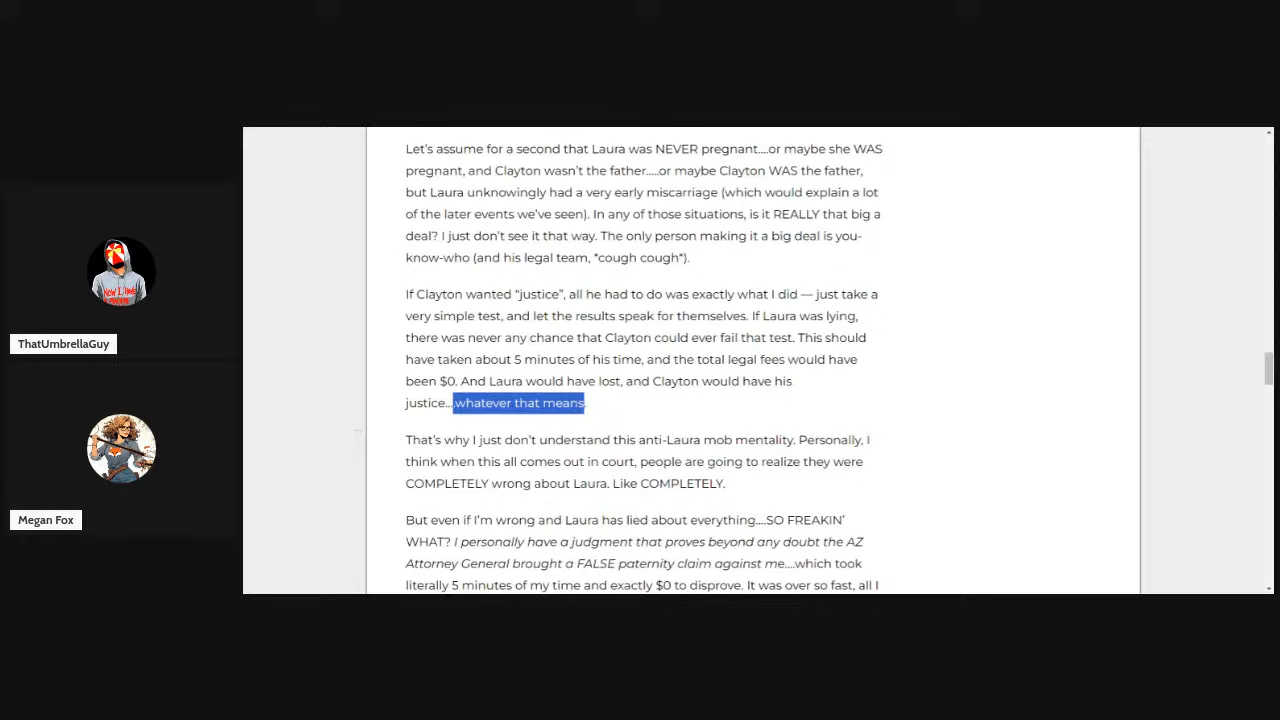 Let's assume for a second that Laura was NEVER pregnant....or maybe she WAS
pregnant, and Clayton wasn't the father.....or maybe Clayton WAS the father,
but Laura unknowingly had a very early miscarriage (which would explain a lot
of the later events we've seen). In any of those situations, is it REALLY that big a
deal? I just don't see it that way. The only person making it a big deal is you-
know-who (and his legal team, *cough cough*).
If Clayton wanted "justice", all he had to do was exactly what I did — just take a
very simple test, and let the results speak for themselves. If Laura was lying,
there was never any chance that Clayton could ever fail that test. This should
have taken about 5 minutes of his time, and the total legal fees would have
been $0. And Laura would have lost, and Clayton would have his
justice....whatever that means.
That's why I just don't understand this anti-Laura mob mentality. Personally, I
think when this all comes out in court, people are going to realize they were
COMPLETELY wrong about Laura. Like COMPLETELY.
But even if I'm wrong and Laura has lied about everything....SO FREAKIN'
WHAT? I personally have a judgment that proves beyond any doubt the AZ
Attorney General brought a FALSE paternity claim against me....which took
literally 5 minutes of my time and exactly $0 to disprove. It was over so fast, all I
ThatUmbrellaGuy
Megan Fox